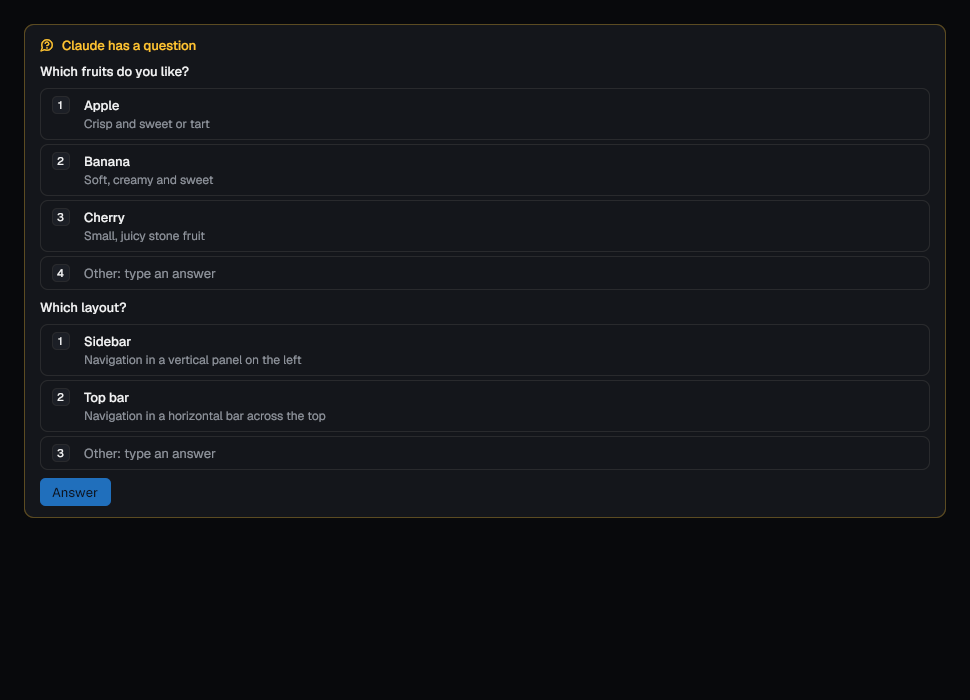 Claude has a question
Which fruits do you like?
1 Apple
Crisp and sweet or tart
2 Banana
Soft, creamy and sweet
3 Cherry
Small, juicy stone fruit
4 Other: type an answer
Which layout?
1 Sidebar
Navigation in a vertical panel on the left
2 Top bar
Navigation in a horizontal bar across the top
3 Other: type an answer
Answer